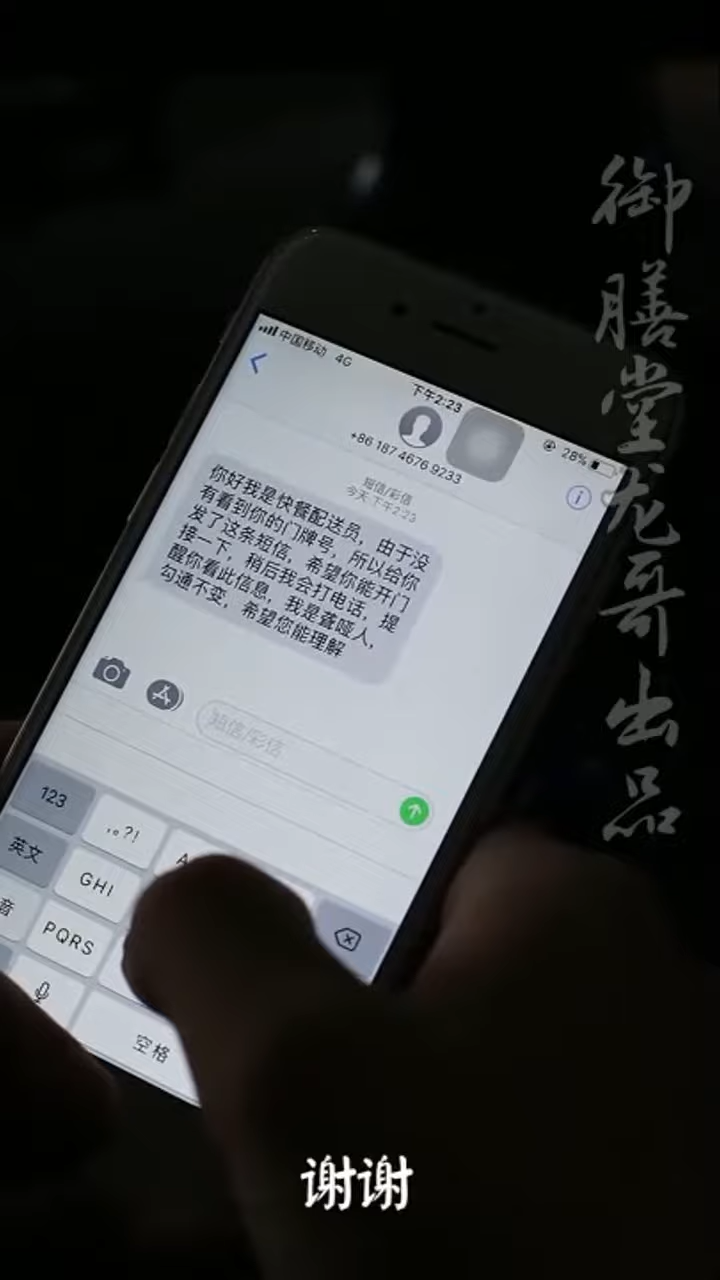 中国移动 4G
下午2:23
28%
+86 187 4676 9233
短信/彩信
今天 下午2:23
你好我是快餐配送员，由于没
有看到你的门牌号，所以给你
发了这条短信，希望你能开门
接一下，稍后我会打电话，提
醒你看此信息，我是聋哑人，
勾通不变，希望您能理解
短信/彩信
123
,。?!
A
英文
GHI
音
PQRS
空格
御膳堂龙哥出品
谢谢